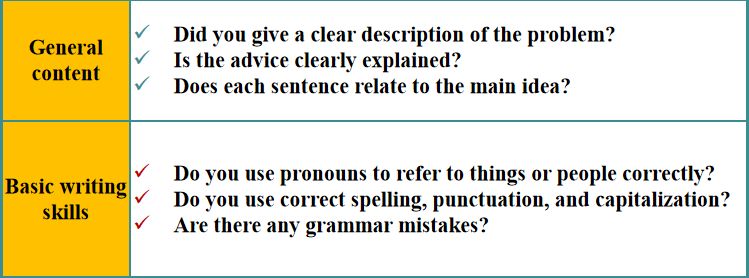 General
content
✓ Did you give a clear description of the problem?
✓ Is the advice clearly explained?
✓ Does each sentence relate to the main idea?
Basic writing
skills
✓ Do you use pronouns to refer to things or people correctly?
✓ Do you use correct spelling, punctuation, and capitalization?
✓ Are there any grammar mistakes?